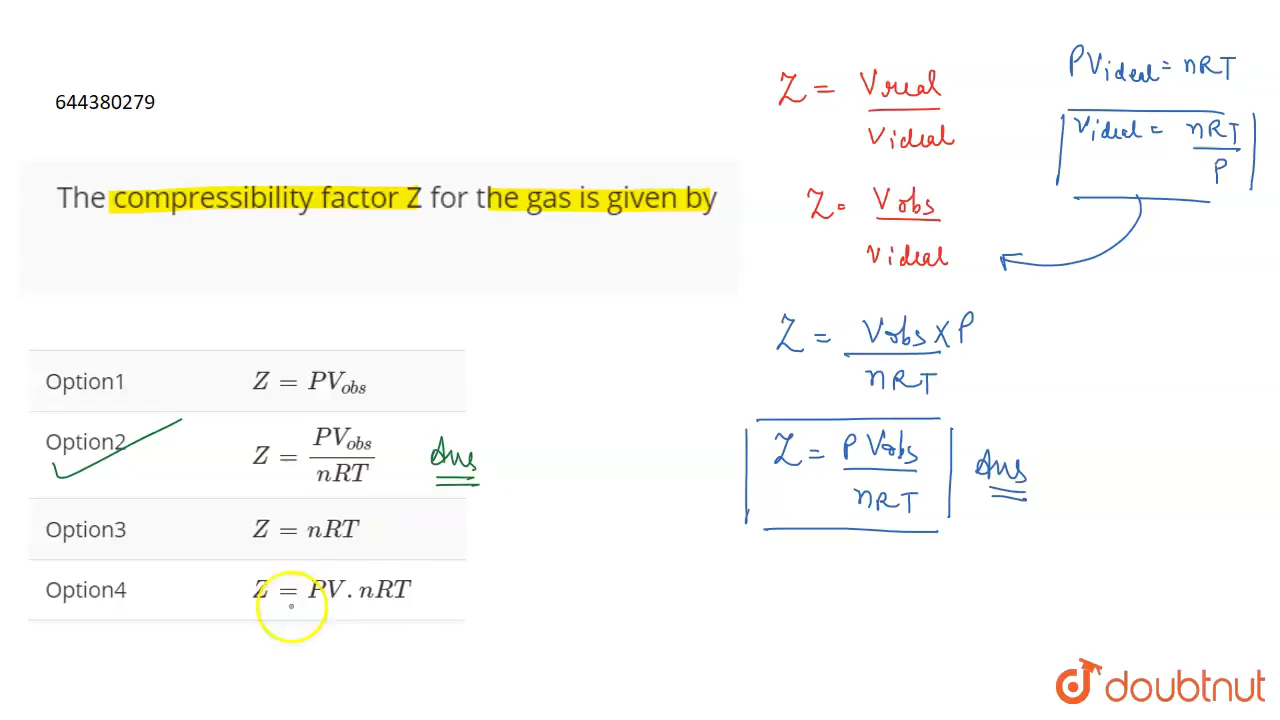 644380279
The compressibility factor Z for the gas is given by
Option1 Z = PV_obs
Option2 Z = PV_obs / nRT Ans
Option3 Z = nRT
Option4 Z = PV . nRT
Z = Vreal / Videal
PVideal = nRT
Videal = nRT / P
Z = Vobs / Videal
Z = Vobs X P / nRT
Z = P Vobs / nRT Ans
doubtnut